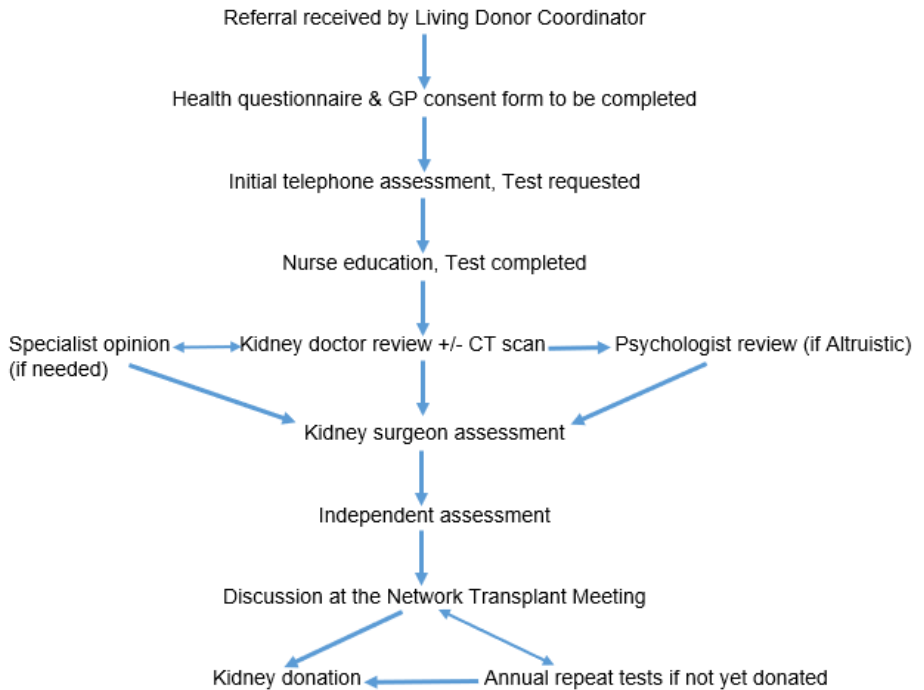 Referral received by Living Donor Coordinator
Health questionnaire & GP consent form to be completed
Initial telephone assessment, Test requested
Nurse education, Test completed
Specialist opinion
(if needed)
Kidney doctor review +/- CT scan
Psychologist review (if Altruistic)
Kidney surgeon assessment
Independent assessment
Discussion at the Network Transplant Meeting
Kidney donation
Annual repeat tests if not yet donated